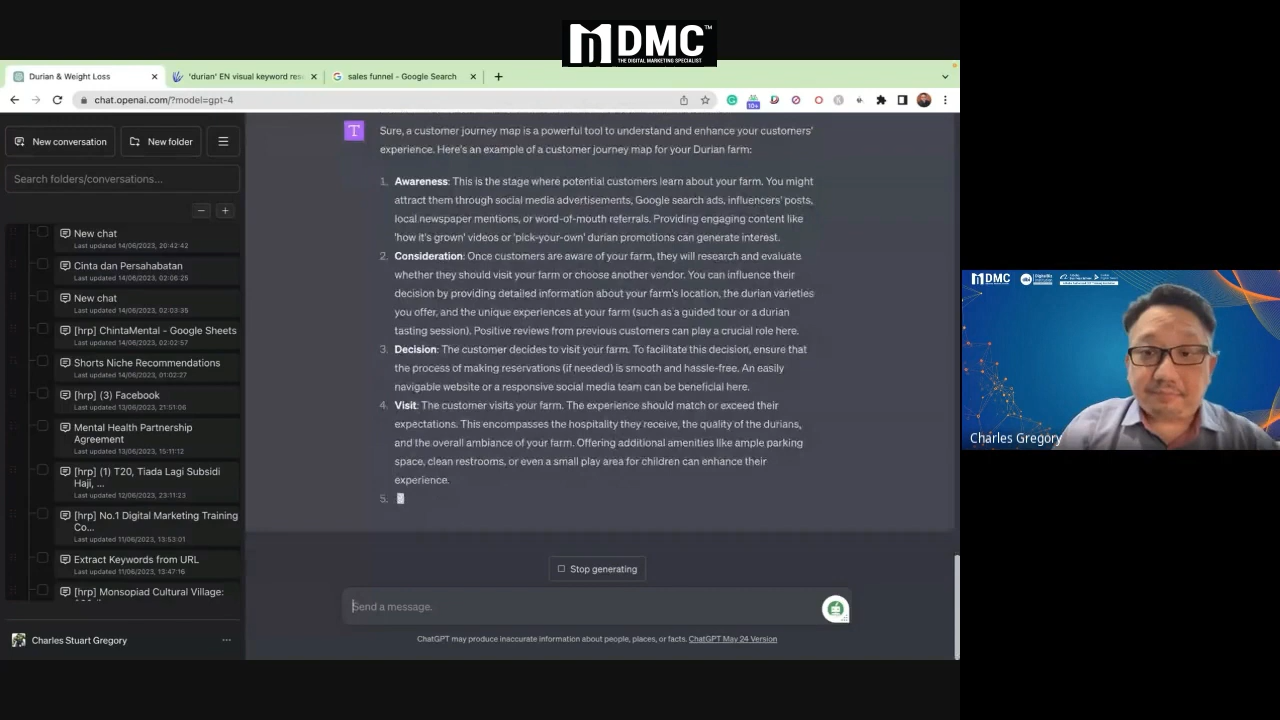 DMC™
THE DIGITAL MARKETING SPECIALIST
Durian & Weight Loss
'durian' EN visual keyword res
sales funnel - Google Search
chat.openai.com/?model=gpt-4
10+
New conversation
New folder
Search folders/conversations...
New chat
Last updated 14/06/2023, 20:42:42
Cinta dan Persahabatan
Last updated 14/06/2023, 02:06:25
New chat
Last updated 14/06/2023, 02:03:35
[hrp] ChintaMental - Google Sheets
Last updated 14/06/2023, 02:02:57
Shorts Niche Recommendations
Last updated 14/06/2023, 01:02:27
[hrp] (3) Facebook
Last updated 13/06/2023, 21:51:06
Mental Health Partnership
Agreement
Last updated 13/06/2023, 15:11:12
[hrp] (1) T20, Tiada Lagi Subsidi
Haji, ...
Last updated 12/06/2023, 23:11:23
[hrp] No.1 Digital Marketing Training
Co...
Last updated 11/06/2023, 13:53:01
Extract Keywords from URL
Last updated 11/06/2023, 13:47:16
[hrp] Monsopiad Cultural Village:
Charles Stuart Gregory
T
Sure, a customer journey map is a powerful tool to understand and enhance your customers'
experience. Here's an example of a customer journey map for your Durian farm:
1. Awareness: This is the stage where potential customers learn about your farm. You might
attract them through social media advertisements, Google search ads, influencers' posts,
local newspaper mentions, or word-of-mouth referrals. Providing engaging content like
'how it's grown' videos or 'pick-your-own' durian promotions can generate interest.
2. Consideration: Once customers are aware of your farm, they will research and evaluate
whether they should visit your farm or choose another vendor. You can influence their
decision by providing detailed information about your farm's location, the durian varieties
you offer, and the unique experiences at your farm (such as a guided tour or a durian
tasting session). Positive reviews from previous customers can play a crucial role here.
3. Decision: The customer decides to visit your farm. To facilitate this decision, ensure that
the process of making reservations (if needed) is smooth and hassle-free. An easily
navigable website or a responsive social media team can be beneficial here.
4. Visit: The customer visits your farm. The experience should match or exceed their
expectations. This encompasses the hospitality they receive, the quality of the durians,
and the overall ambiance of your farm. Offering additional amenities like ample parking
space, clean restrooms, or even a small play area for children can enhance their
experience.
5.
Stop generating
Send a message.
ChatGPT may produce inaccurate information about people, places, or facts. ChatGPT May 24 Version
DMC
Charles Gregory